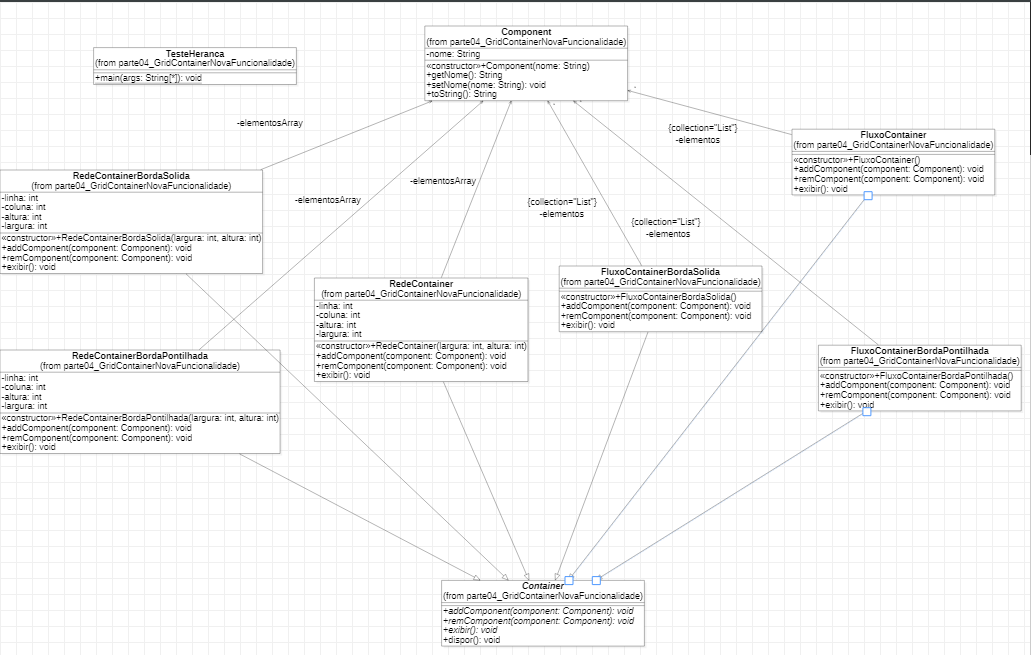 Component
(from parte04_GridContainerNovaFuncionalidade)
-nome: String
«constructor»+Component(nome: String)
+getNome(): String
+setNome(nome: String): void
+toString(): String
TesteHeranca
(from parte04_GridContainerNovaFuncionalidade)
+main(args: String[*]): void
-elementosArray
{collection="List"}
-elementos
FluxoContainer
(from parte04_GridContainerNovaFuncionalidade)
«constructor»+FluxoContainer()
+addComponent(component: Component): void
+remComponent(component: Component): void
+exibir(): void
RedeContainerBordaSolida
(from parte04_GridContainerNovaFuncionalidade)
-linha: int
-coluna: int
-altura: int
-largura: int
«constructor»+RedeContainerBordaSolida(largura: int, altura: int)
+addComponent(component: Component): void
+remComponent(component: Component): void
+exibir(): void
-elementosArray
-elementosArray
{collection="List"}
-elementos
{collection="List"}
-elementos
RedeContainer
(from parte04_GridContainerNovaFuncionalidade)
-linha: int
-coluna: int
-altura: int
-largura: int
«constructor»+RedeContainer(largura: int, altura: int)
+addComponent(component: Component): void
+remComponent(component: Component): void
+exibir(): void
FluxoContainerBordaSolida
(from parte04_GridContainerNovaFuncionalidade)
«constructor»+FluxoContainerBordaSolida()
+addComponent(component: Component): void
+remComponent(component: Component): void
+exibir(): void
RedeContainerBordaPontilhada
(from parte04_GridContainerNovaFuncionalidade)
-linha: int
-coluna: int
-altura: int
-largura: int
«constructor»+RedeContainerBordaPontilhada(largura: int, altura: int)
+addComponent(component: Component): void
+remComponent(component: Component): void
+exibir(): void
FluxoContainerBordaPontilhada
(from parte04_GridContainerNovaFuncionalidade)
«constructor»+FluxoContainerBordaPontilhada()
+addComponent(component: Component): void
+remComponent(component: Component): void
+exibir(): void
Container
(from parte04_GridContainerNovaFuncionalidade)
+addComponent(component: Component): void
+remComponent(component: Component): void
+exibir(): void
+dispor(): void